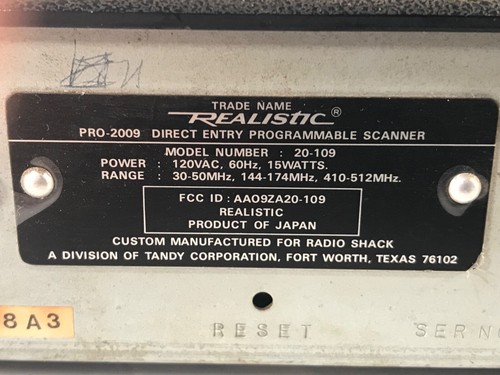 TRADE NAME
REALISTIC®
PRO-2009 DIRECT ENTRY PROGRAMMABLE SCANNER
MODEL NUMBER : 20-109
POWER : 120VAC, 60Hz, 15WATTS.
RANGE : 30-50MHz, 144-174MHz, 410-512MHz.
FCC ID : AAO9ZA20-109
REALISTIC
PRODUCT OF JAPAN
CUSTOM MANUFACTURED FOR RADIO SHACK
A DIVISION OF TANDY CORPORATION, FORT WORTH, TEXAS 76102
8A3
RESET
SER NO